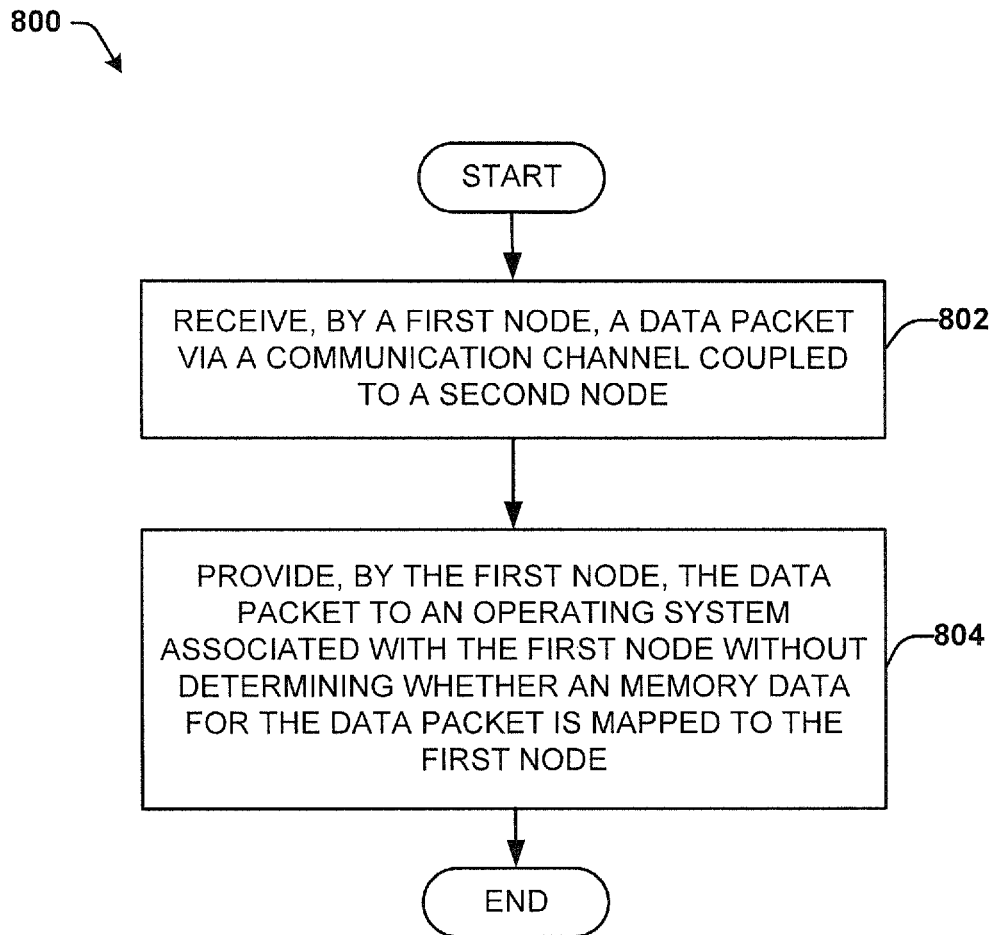 800
START
RECEIVE, BY A FIRST NODE, A DATA PACKET
VIA A COMMUNICATION CHANNEL COUPLED
TO A SECOND NODE
802
PROVIDE, BY THE FIRST NODE, THE DATA
PACKET TO AN OPERATING SYSTEM
ASSOCIATED WITH THE FIRST NODE WITHOUT
DETERMINING WHETHER AN MEMORY DATA
FOR THE DATA PACKET IS MAPPED TO THE
FIRST NODE
804
END